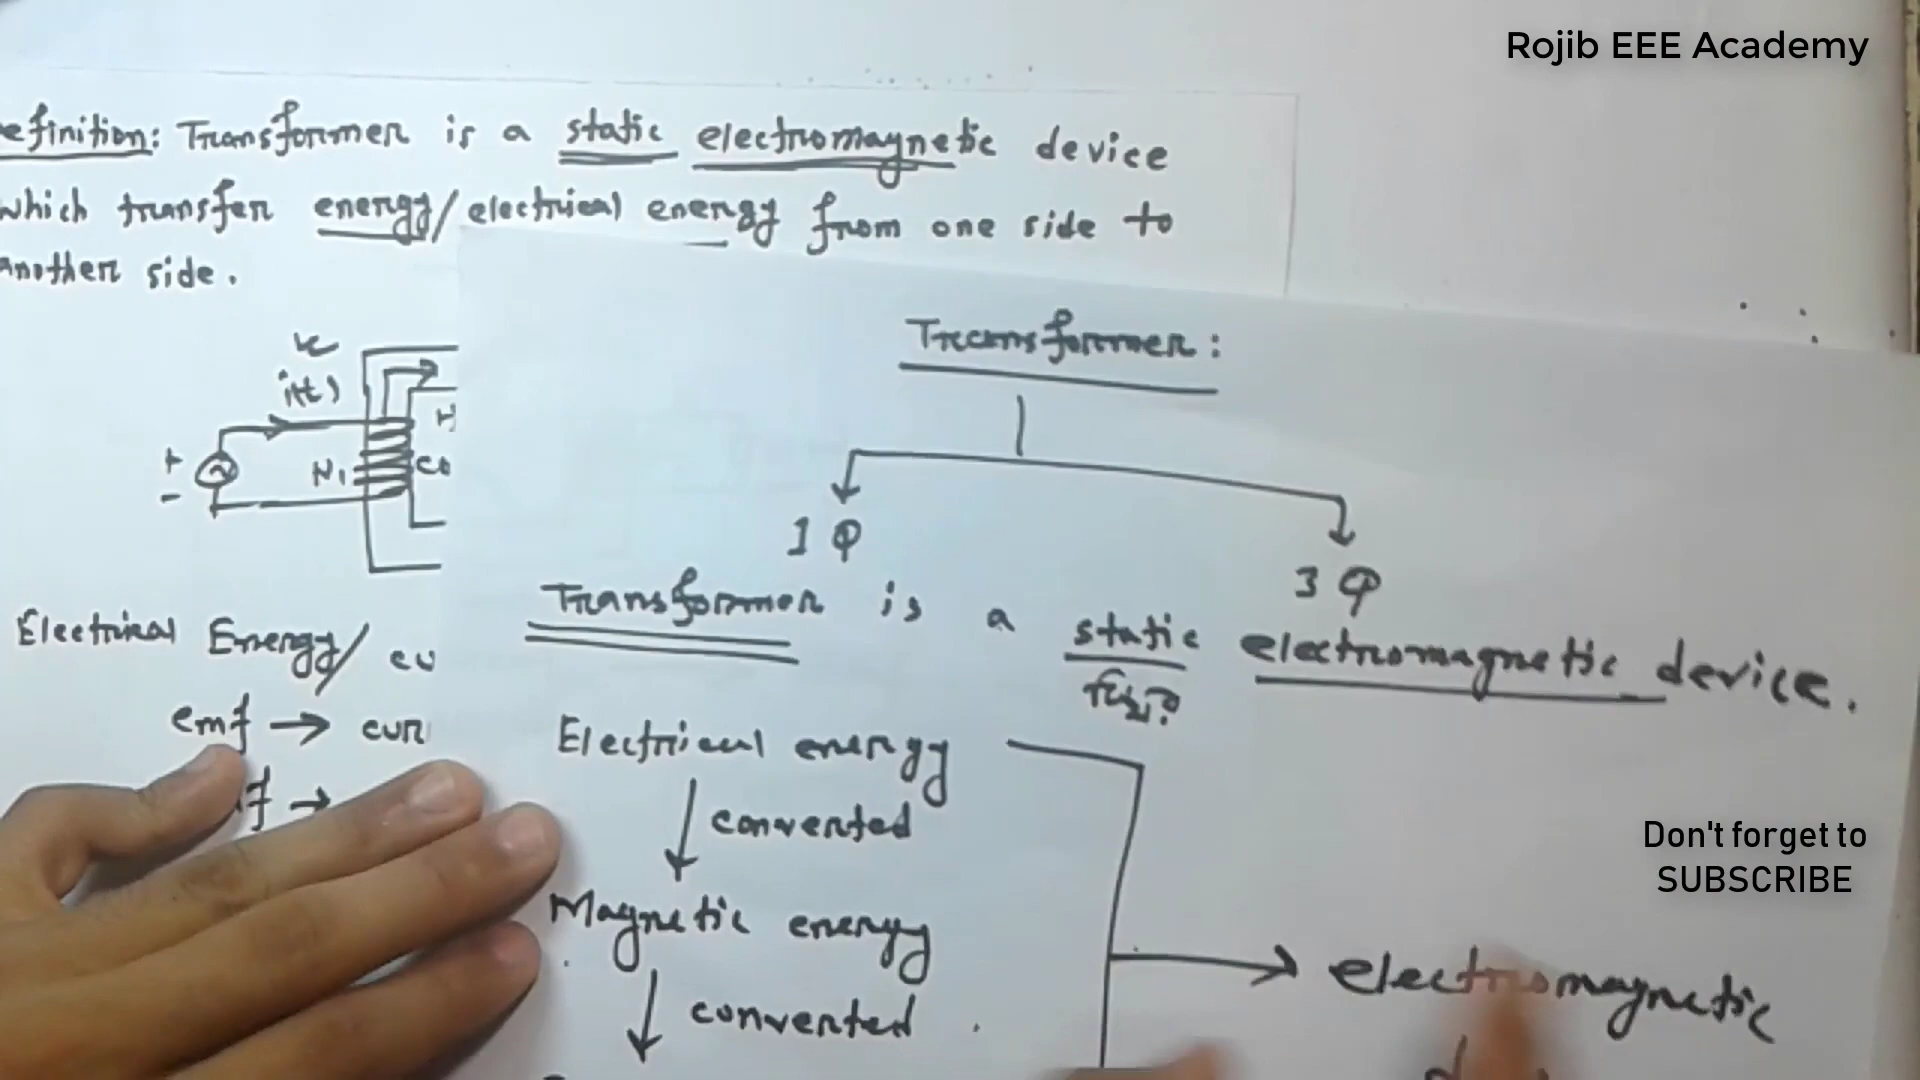 Rojib EEE Academy
efinition: Transformer is a static electromagnetic device
which transfer energy/electrical energy from one side to
another side.
i(t)
+
-
N1
Electrical Energy/
emf →
Transformer:
1 Φ
3 Φ
Transformer is a static electromagnetic device.
স্থির
Electrical energy
converted
Magnetic energy
converted
electromagnetic
Don't forget to
SUBSCRIBE